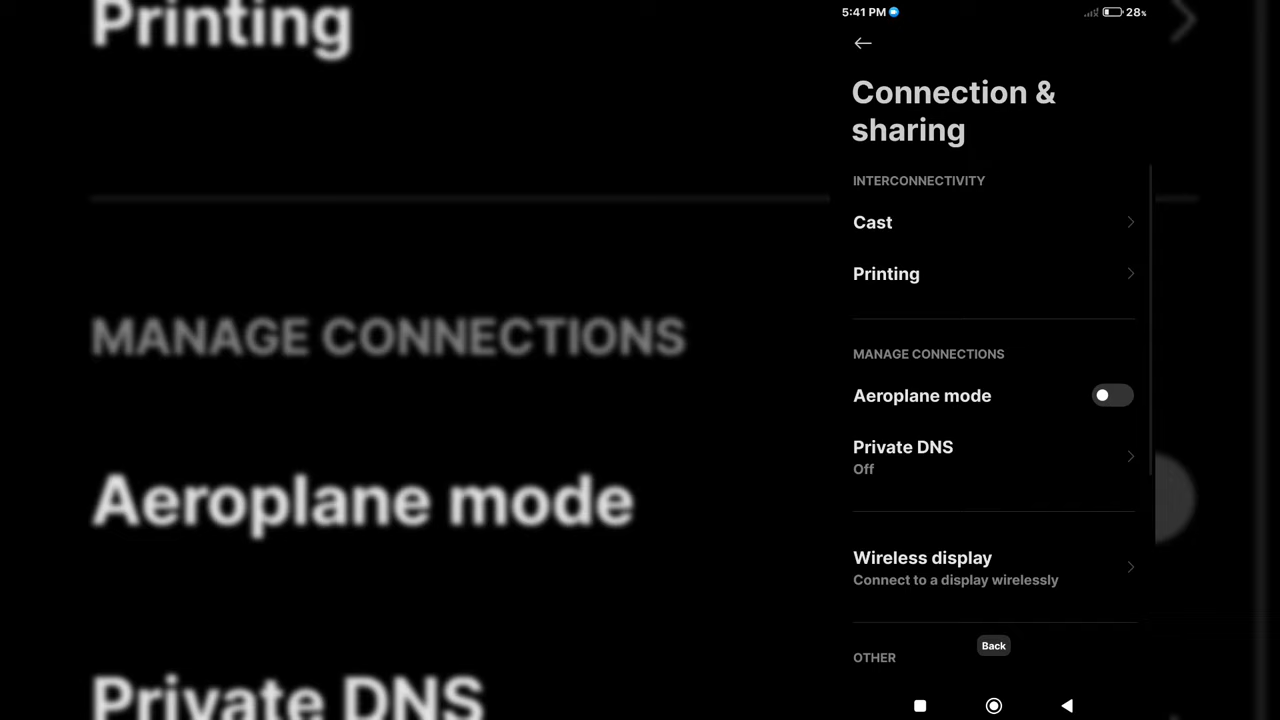 Printing
MANAGE CONNECTIONS
Aeroplane mode
Private DNS
5:41 PM
28%
Connection &
sharing
INTERCONNECTIVITY
Cast
Printing
MANAGE CONNECTIONS
Aeroplane mode
Private DNS
Off
Wireless display
Connect to a display wirelessly
Back
OTHER